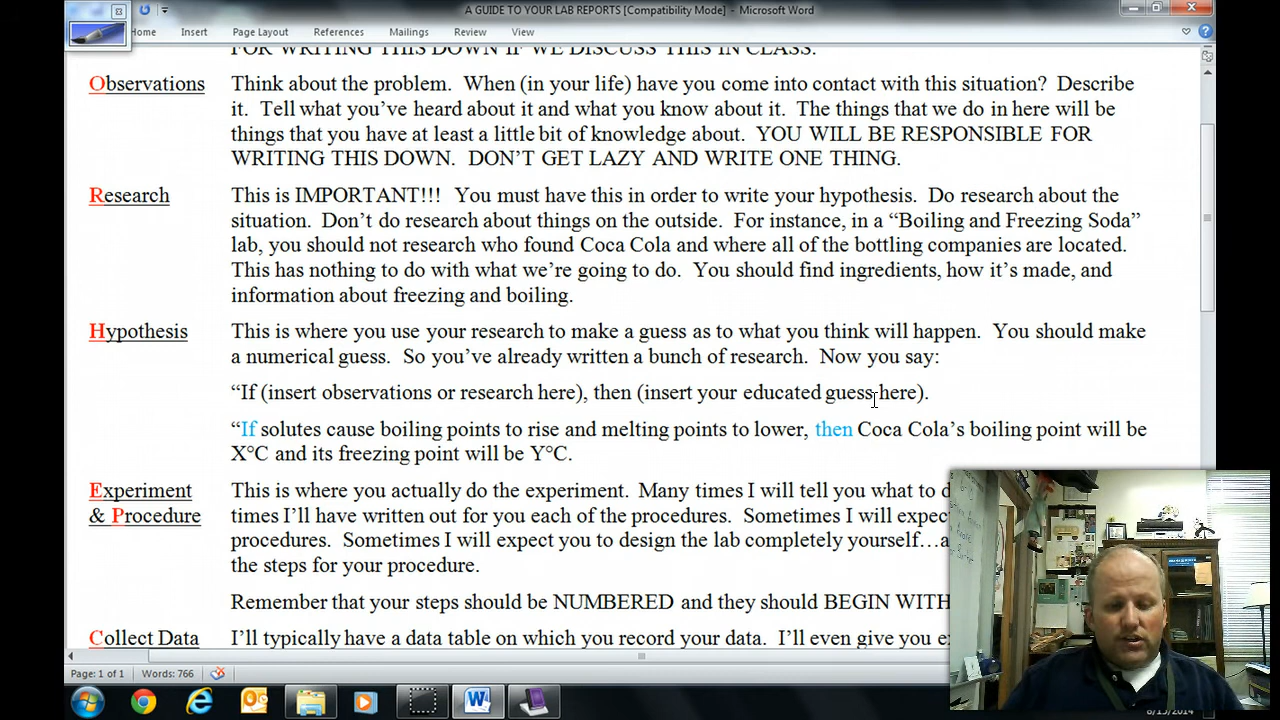 A GUIDE TO YOUR LAB REPORTS [Compatibility Mode] - Microsoft Word
Home Insert Page Layout References Mailings Review View
FOR WRITING THIS DOWN IF WE DISCUSS THIS IN CLASS.
Observations Think about the problem. When (in your life) have you come into contact with this situation? Describe
it. Tell what you've heard about it and what you know about it. The things that we do in here will be
things that you have at least a little bit of knowledge about. YOU WILL BE RESPONSIBLE FOR
WRITING THIS DOWN. DON'T GET LAZY AND WRITE ONE THING.
Research This is IMPORTANT!!! You must have this in order to write your hypothesis. Do research about the
situation. Don't do research about things on the outside. For instance, in a “Boiling and Freezing Soda”
lab, you should not research who found Coca Cola and where all of the bottling companies are located.
This has nothing to do with what we're going to do. You should find ingredients, how it's made, and
information about freezing and boiling.
Hypothesis This is where you use your research to make a guess as to what you think will happen. You should make
a numerical guess. So you've already written a bunch of research. Now you say:
“If (insert observations or research here), then (insert your educated guess here).
“If solutes cause boiling points to rise and melting points to lower, then Coca Cola's boiling point will be
X°C and its freezing point will be Y°C.
Experiment This is where you actually do the experiment. Many times I will tell you what to
& Procedure times I'll have written out for you each of the procedures. Sometimes I will
procedures. Sometimes I will expect you to design the lab completely yourself…
the steps for your procedure.
Remember that your steps should be NUMBERED and they should BEGIN WITH
Collect Data I'll typically have a data table on which you record your data. I'll even give you
Page: 1 of 1 Words: 766
8/15/2014